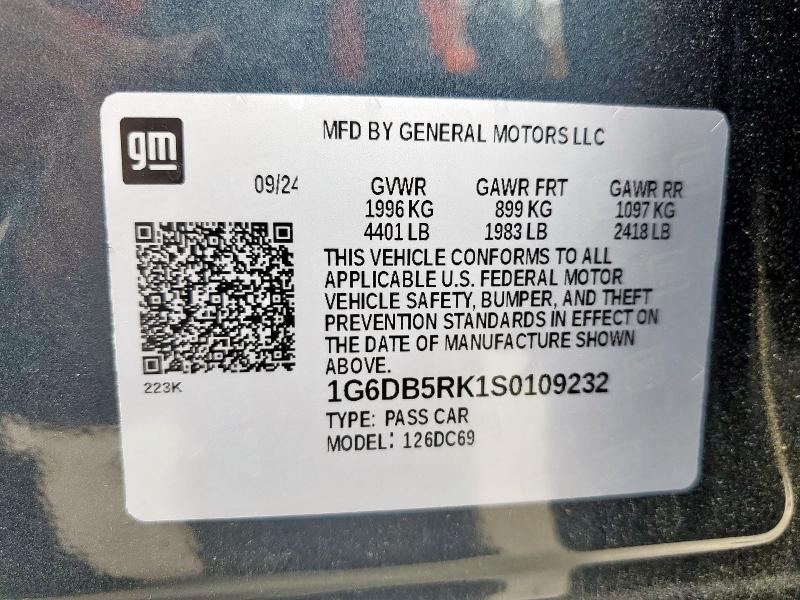 gm
MFD BY GENERAL MOTORS LLC
09/24
GVWR GAWR FRT GAWR RR
1996 KG 899 KG 1097 KG
4401 LB 1983 LB 2418 LB
THIS VEHICLE CONFORMS TO ALL
APPLICABLE U.S. FEDERAL MOTOR
VEHICLE SAFETY, BUMPER, AND THEFT
PREVENTION STANDARDS IN EFFECT ON
THE DATE OF MANUFACTURE SHOWN
ABOVE.
223K
1G6DB5RK1S0109232
TYPE: PASS CAR
MODEL: 126DC69